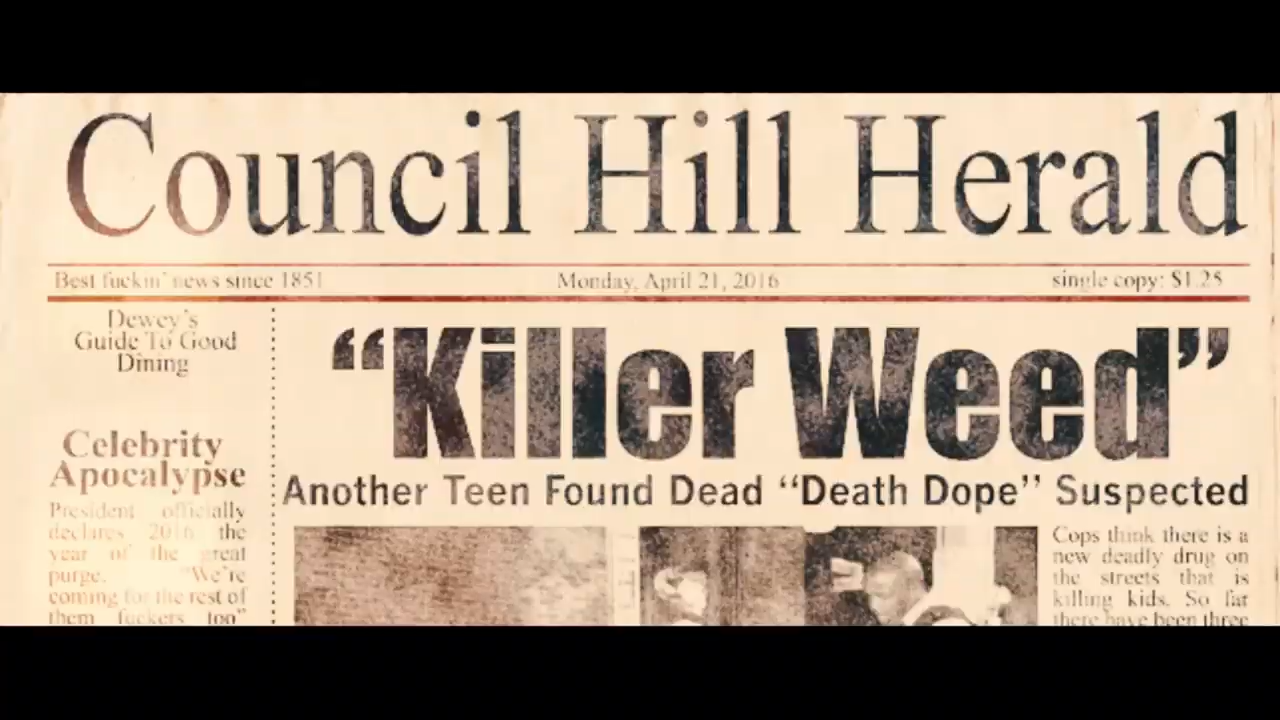 Council Hill Herald
Best fuckin' news since 1851
Monday, April 21, 2016
single copy: $1.25
Dewey's
Guide To Good
Dining
Celebrity
Apocalypse
President officially
declares 2016 the
year of the great
purge. "We're
coming for the rest of
them fuckers too"
"Killer Weed"
Another Teen Found Dead "Death Dope" Suspected
Cops think there is a
new deadly drug on
the streets that is
killing kids. So far
there have been three